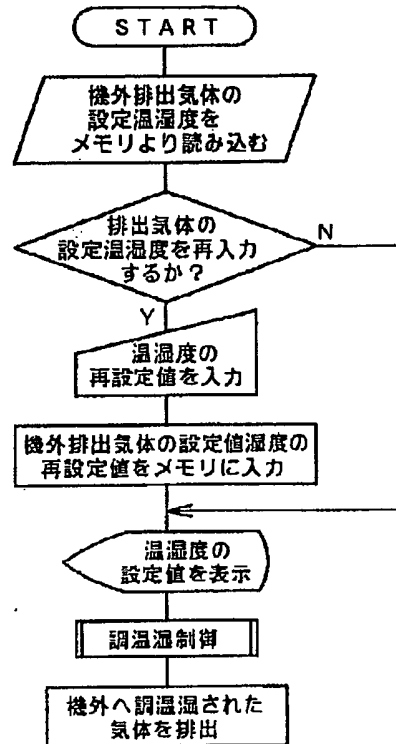 START
機外排出気体の
設定温湿度を
メモリより読み込む
排出気体の
設定温湿度を再入力
するか？
N
Y
温湿度の
再設定値を入力
機外排出気体の設定値湿度の
再設定値をメモリに入力
温湿度の
設定値を表示
調温湿制御
機外へ調温湿された
気体を排出